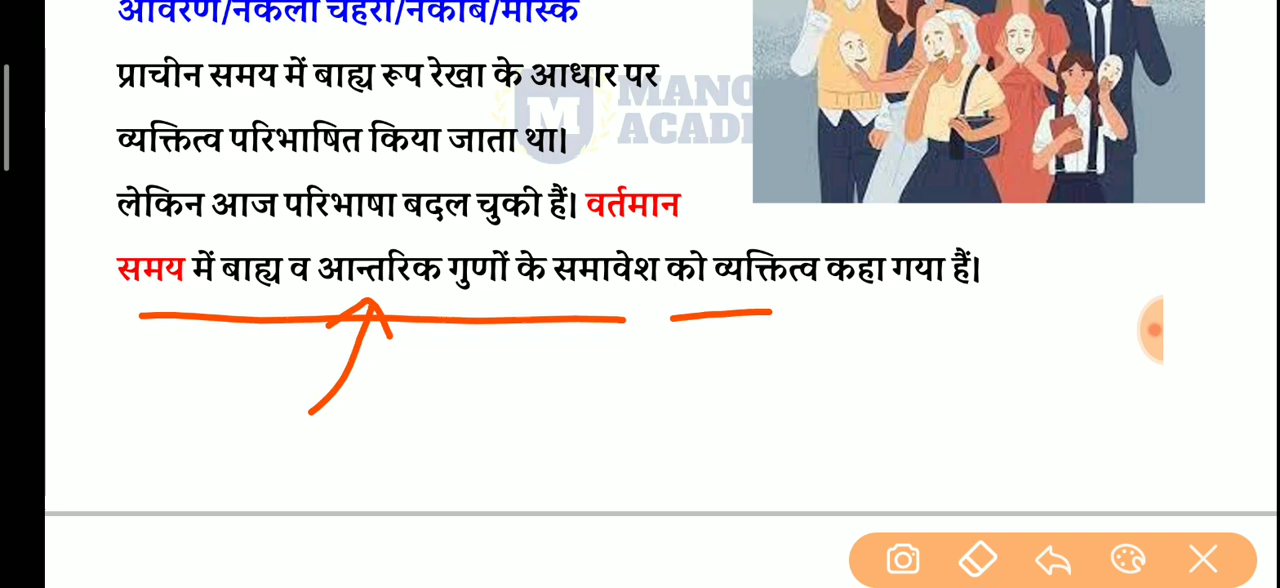 आवरण/नकली चेहरा/नकाब/मास्क
प्राचीन समय में बाह्य रूप रेखा के आधार पर
व्यक्तित्व परिभाषित किया जाता था।
लेकिन आज परिभाषा बदल चुकी हैं। वर्तमान
समय में बाह्य व आन्तरिक गुणों के समावेश को व्यक्तित्व कहा गया हैं।
M